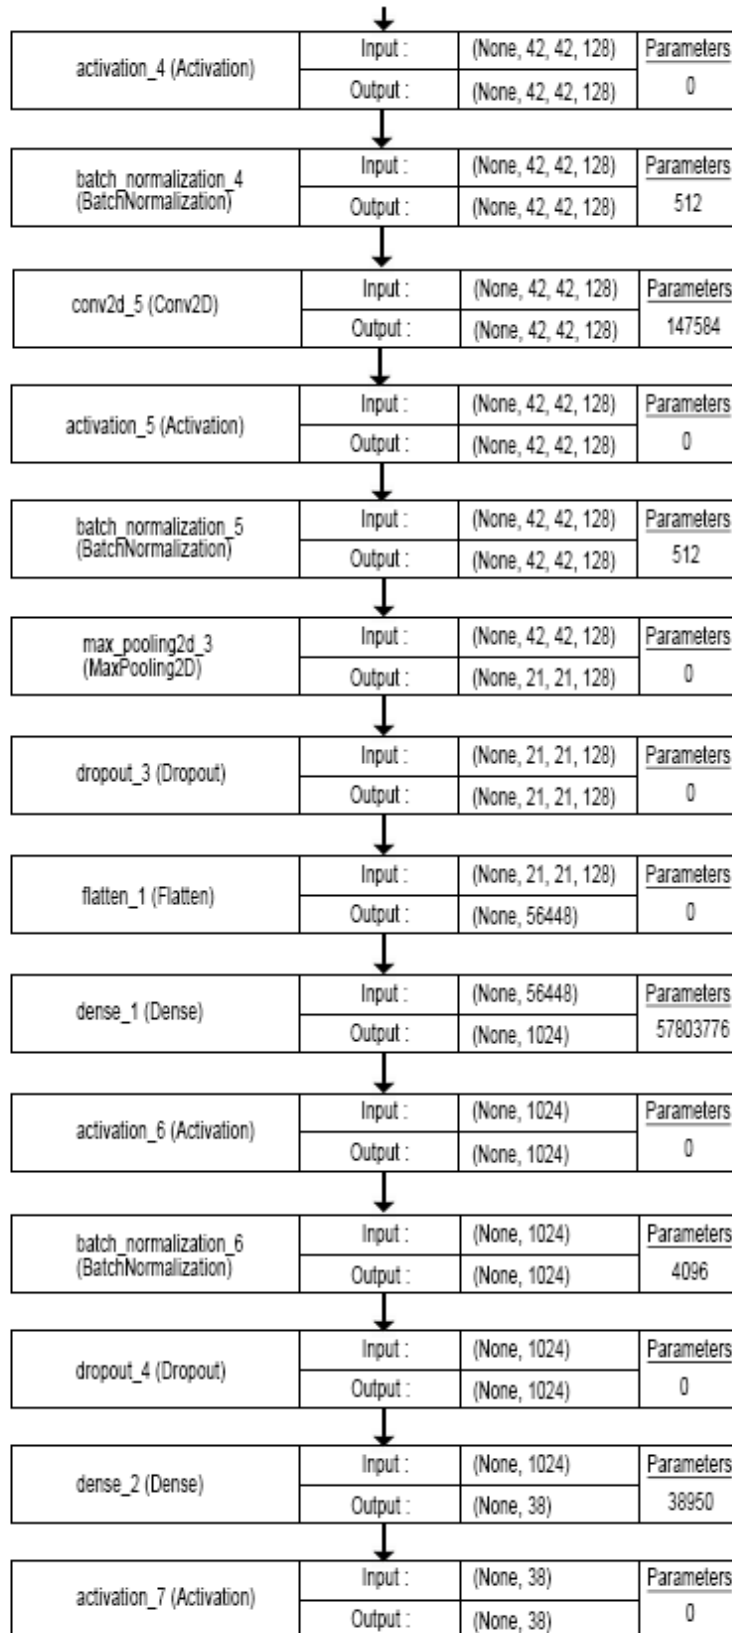 activation_4 (Activation)
Input : (None, 42, 42, 128)
Output : (None, 42, 42, 128)
Parameters
0
batch_normalization_4
(BatchNormalization)
Input : (None, 42, 42, 128)
Output : (None, 42, 42, 128)
Parameters
512
conv2d_5 (Conv2D)
Input : (None, 42, 42, 128)
Output : (None, 42, 42, 128)
Parameters
147584
activation_5 (Activation)
Input : (None, 42, 42, 128)
Output : (None, 42, 42, 128)
Parameters
0
batch_normalization_5
(BatchNormalization)
Input : (None, 42, 42, 128)
Output : (None, 42, 42, 128)
Parameters
512
max_pooling2d_3
(MaxPooling2D)
Input : (None, 42, 42, 128)
Output : (None, 21, 21, 128)
Parameters
0
dropout_3 (Dropout)
Input : (None, 21, 21, 128)
Output : (None, 21, 21, 128)
Parameters
0
flatten_1 (Flatten)
Input : (None, 21, 21, 128)
Output : (None, 56448)
Parameters
0
dense_1 (Dense)
Input : (None, 56448)
Output : (None, 1024)
Parameters
57803776
activation_6 (Activation)
Input : (None, 1024)
Output : (None, 1024)
Parameters
0
batch_normalization_6
(BatchNormalization)
Input : (None, 1024)
Output : (None, 1024)
Parameters
4096
dropout_4 (Dropout)
Input : (None, 1024)
Output : (None, 1024)
Parameters
0
dense_2 (Dense)
Input : (None, 1024)
Output : (None, 38)
Parameters
38950
activation_7 (Activation)
Input : (None, 38)
Output : (None, 38)
Parameters
0